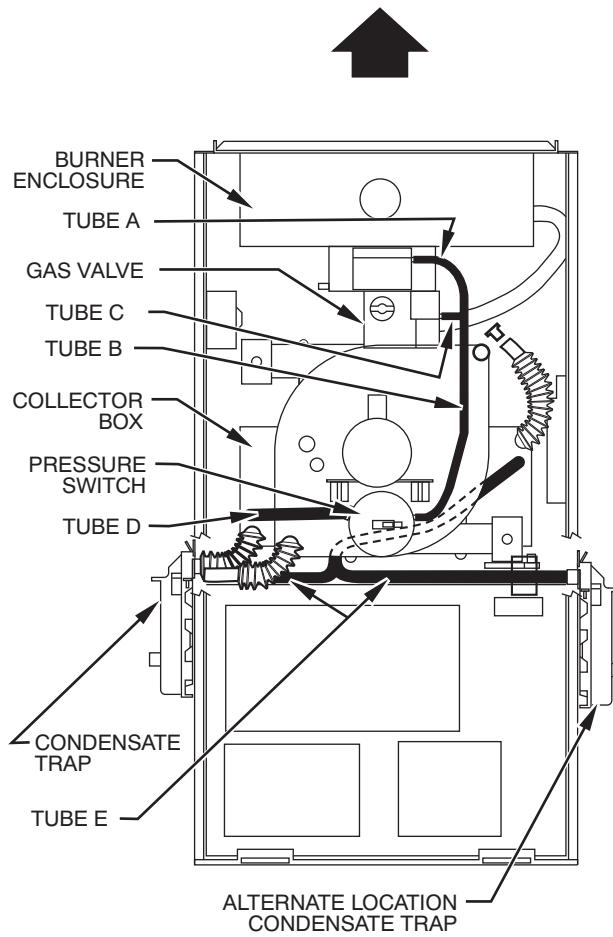 BURNER
ENCLOSURE
TUBE A
GAS VALVE
TUBE C
TUBE B
COLLECTOR
BOX
PRESSURE
SWITCH
TUBE D
CONDENSATE
TRAP
TUBE E
ALTERNATE LOCATION
CONDENSATE TRAP